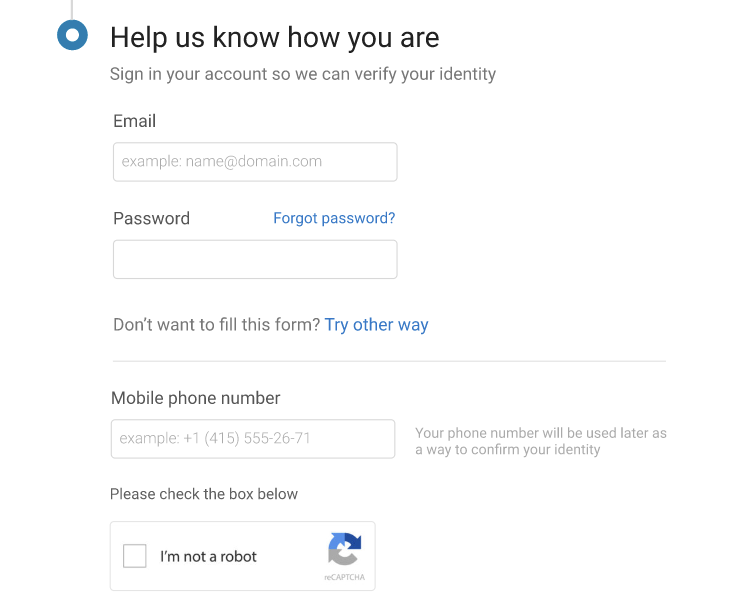 Help us know how you are
Sign in your account so we can verify your identity
Email
example: name@domain.com
Password Forgot password?
Don’t want to fill this form? Try other way
Mobile phone number
example: +1 (415) 555-26-71
Your phone number will be used later as
a way to confirm your identity
Please check the box below
I’m not a robot
reCAPTCHA